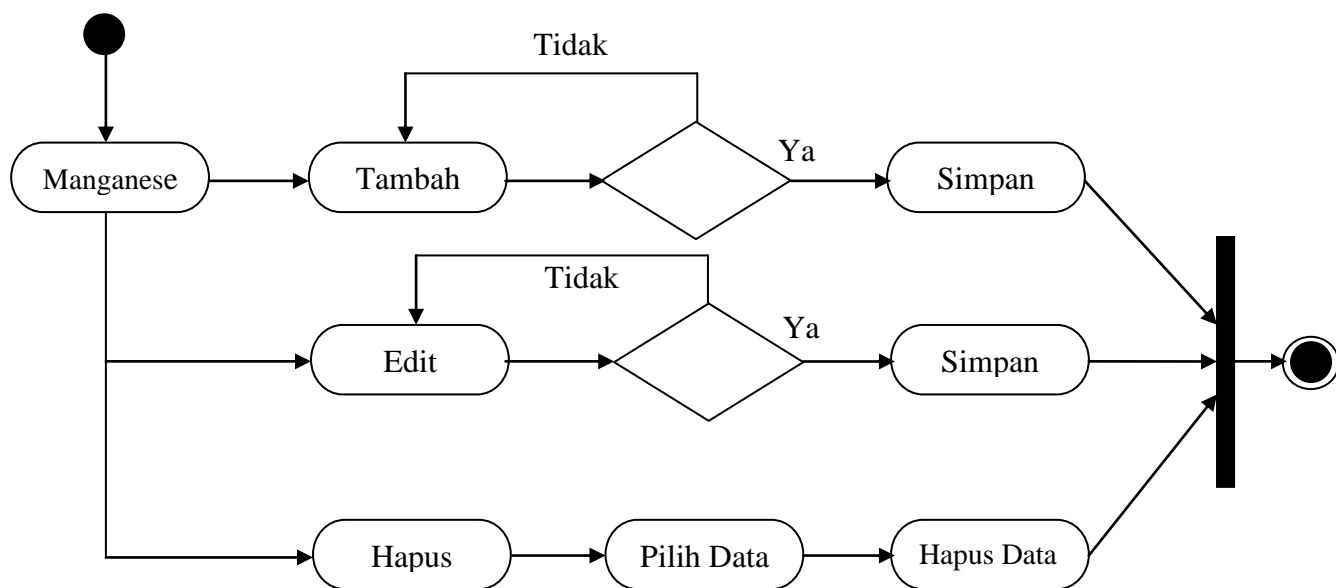 Tidak
Manganese
Tambah
Ya
Simpan
Tidak
Edit
Ya
Simpan
Hapus
Pilih Data
Hapus Data